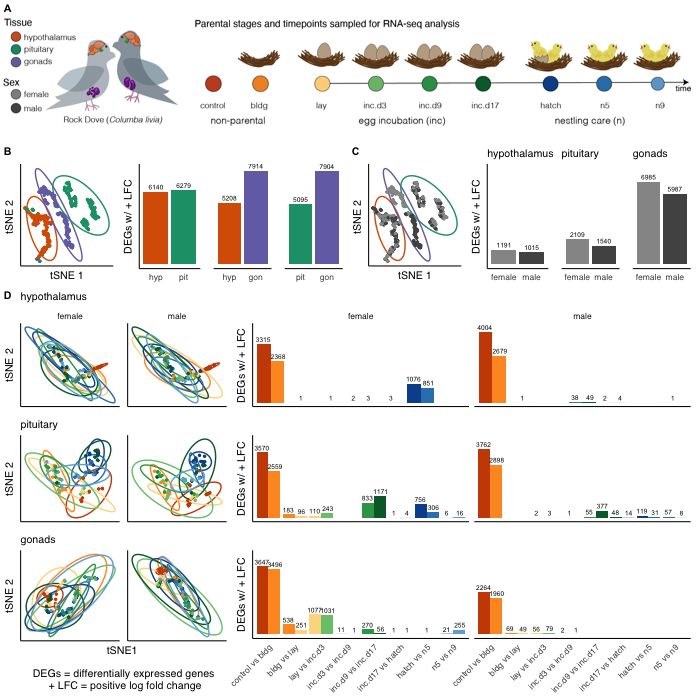 A
Tissue
hypothalamus
pituitary
gonads
Sex
female
male
Rock Dove (Columba livia)
Parental stages and timepoints sampled for RNA-seq analysis
control bldg lay inc.d3 inc.d9 inc.d17 hatch n5 n9
time
non-parental egg incubation (inc) nestling care (n)
B
tSNE 2
tSNE 1
DEGs w/ + LFC
6140 6279 5208 7914 5095 7904
hyp pit hyp gon pit gon
C
tSNE 2
tSNE 1
DEGs w/ + LFC
hypothalamus pituitary gonads
1191 1015 2109 1540 6985 5987
female male female male female male
D hypothalamus
female male female male
tSNE 2
DEGs w/ + LFC
3315 2368 1 1 2 3 3 1076 851
4004 2679 1 38 49 2 4 1
pituitary
tSNE 2
DEGs w/ + LFC
3570 2559 183 96 110 243 833 1171 1 4 756 306 6 16
3762 2898 2 3 1 55 377 48 14 119 31 57 8
gonads
tSNE 2
tSNE1
DEGs w/ + LFC
3647 3496 538 251 1077 1031 11 1 270 56 1 1 1 21 255
2264 1960 69 49 56 79 2 1
control vs bldg
bldg vs lay
lay vs inc.d3
inc.d3 vs inc.d9
inc.d9 vs inc.d17
inc.d17 vs hatch
hatch vs n5
n5 vs n9
control vs bldg
bldg vs lay
lay vs inc.d3
inc.d3 vs inc.d9
inc.d9 vs inc.d17
inc.d17 vs hatch
hatch vs n5
n5 vs n9
DEGs = differentially expressed genes
+ LFC = positive log fold change